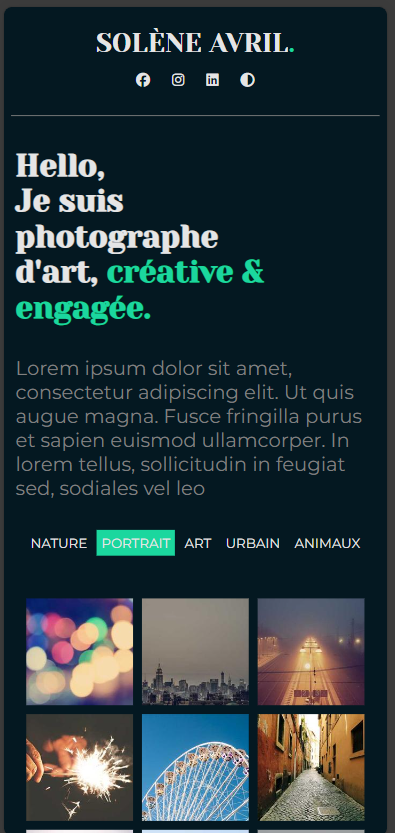 SOLÈNE AVRIL.
Hello,
Je suis
photographe
d'art, créative &
engagée.
Lorem ipsum dolor sit amet,
consectetur adipiscing elit. Ut quis
augue magna. Fusce fringilla purus
et sapien euismod ullamcorper. In
lorem tellus, sollicitudin in feugiat
sed, sodiales vel leo
NATURE PORTRAIT ART URBAIN ANIMAUX